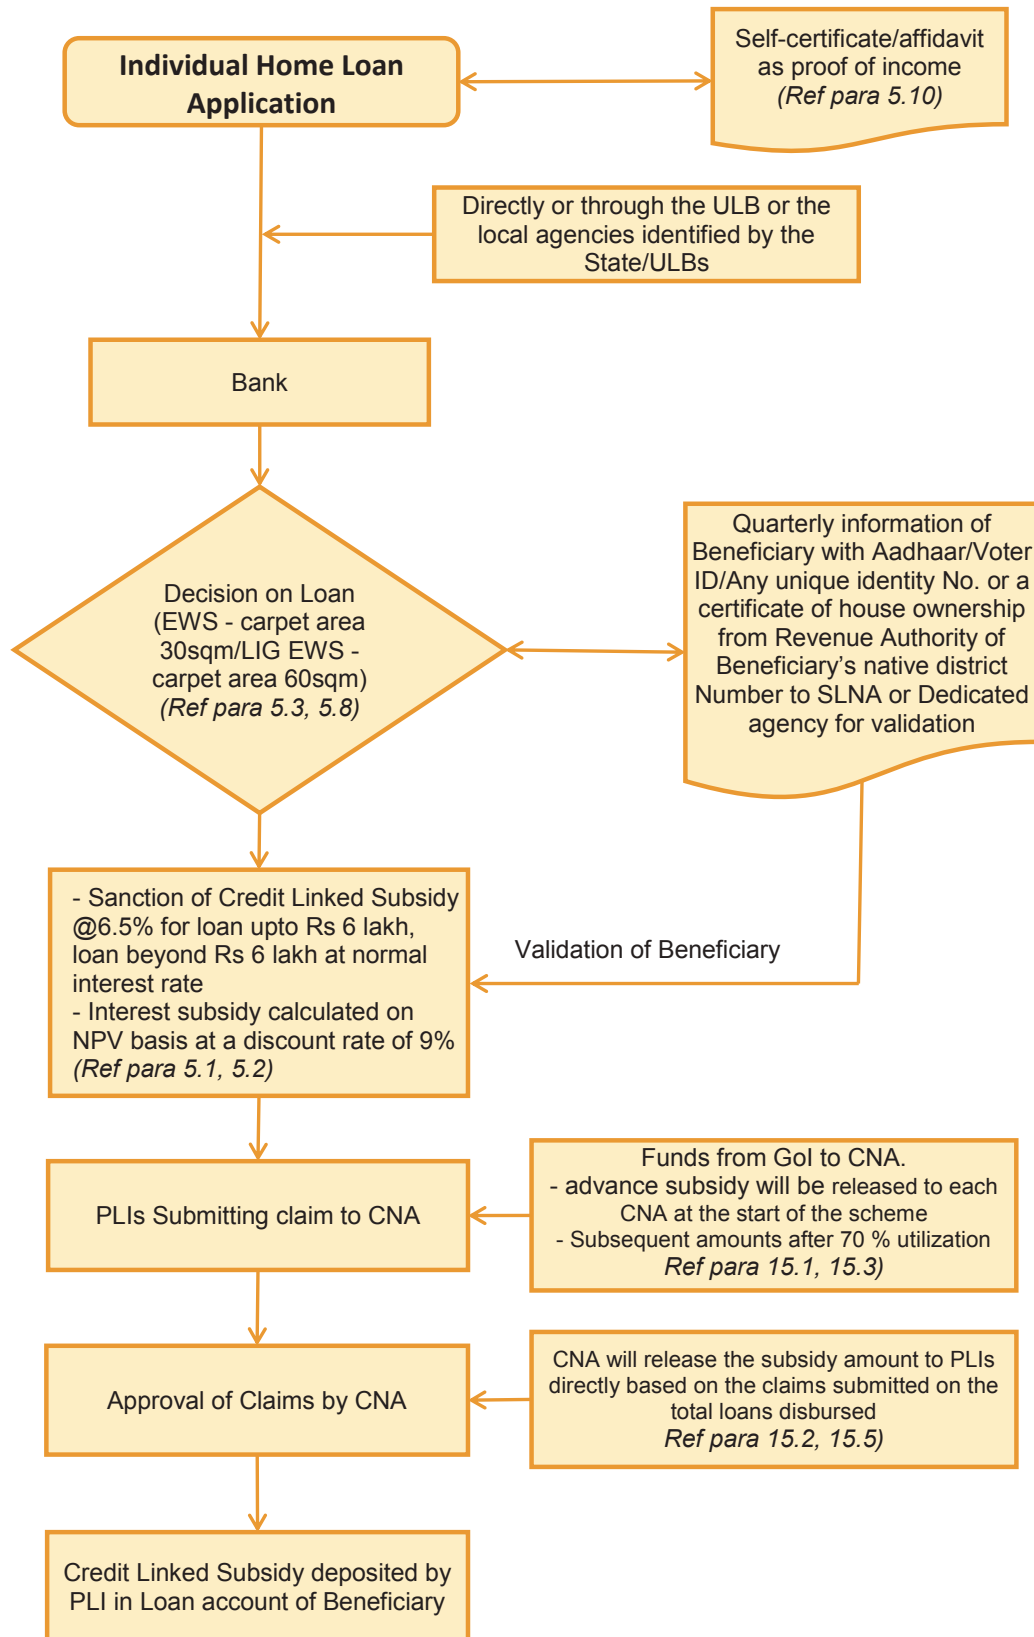 Individual Home Loan
Application
Self-certificate/affidavit
as proof of income
(Ref para 5.10)
Directly or through the ULB or the
local agencies identified by the
State/ULBs
Bank
Decision on Loan
(EWS - carpet area
30sqm/LIG EWS -
carpet area 60sqm)
(Ref para 5.3, 5.8)
Quarterly information of
Beneficiary with Aadhaar/Voter
ID/Any unique identity No. or a
certificate of house ownership
from Revenue Authority of
Beneficiary’s native district
Number to SLNA or Dedicated
agency for validation
- Sanction of Credit Linked Subsidy
@6.5% for loan upto Rs 6 lakh,
loan beyond Rs 6 lakh at normal
interest rate
- Interest subsidy calculated on
NPV basis at a discount rate of 9%
(Ref para 5.1, 5.2)
Validation of Beneficiary
PLIs Submitting claim to CNA
Funds from GoI to CNA.
- advance subsidy will be released to each
CNA at the start of the scheme
- Subsequent amounts after 70 % utilization
Ref para 15.1, 15.3)
Approval of Claims by CNA
CNA will release the subsidy amount to PLIs
directly based on the claims submitted on the
total loans disbursed
Ref para 15.2, 15.5)
Credit Linked Subsidy deposited by
PLI in Loan account of Beneficiary